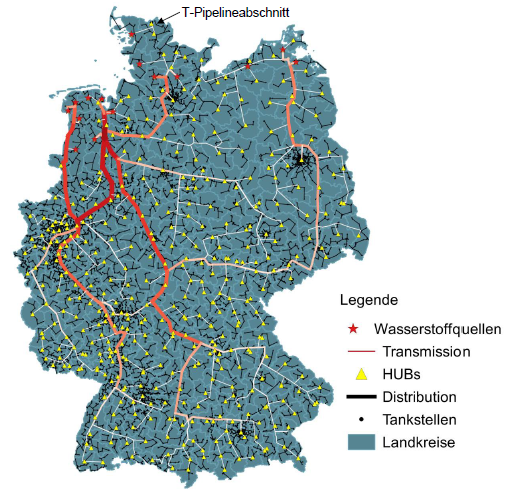 T-Pipelineabschnitt
Legende
Wasserstoffquellen
Transmission
HUBs
Distribution
Tankstellen
Landkreise